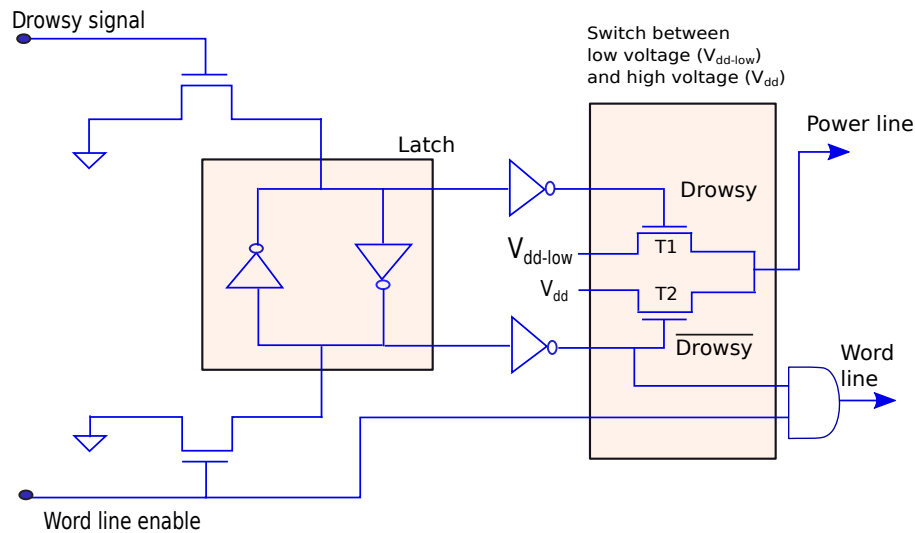 Drowsy signal
Switch between
low voltage (Vdd-low)
and high voltage (Vdd)
Power line
Latch
Drowsy
Vdd-low
T1
Vdd
T2
Drowsy
Word
line
Word line enable